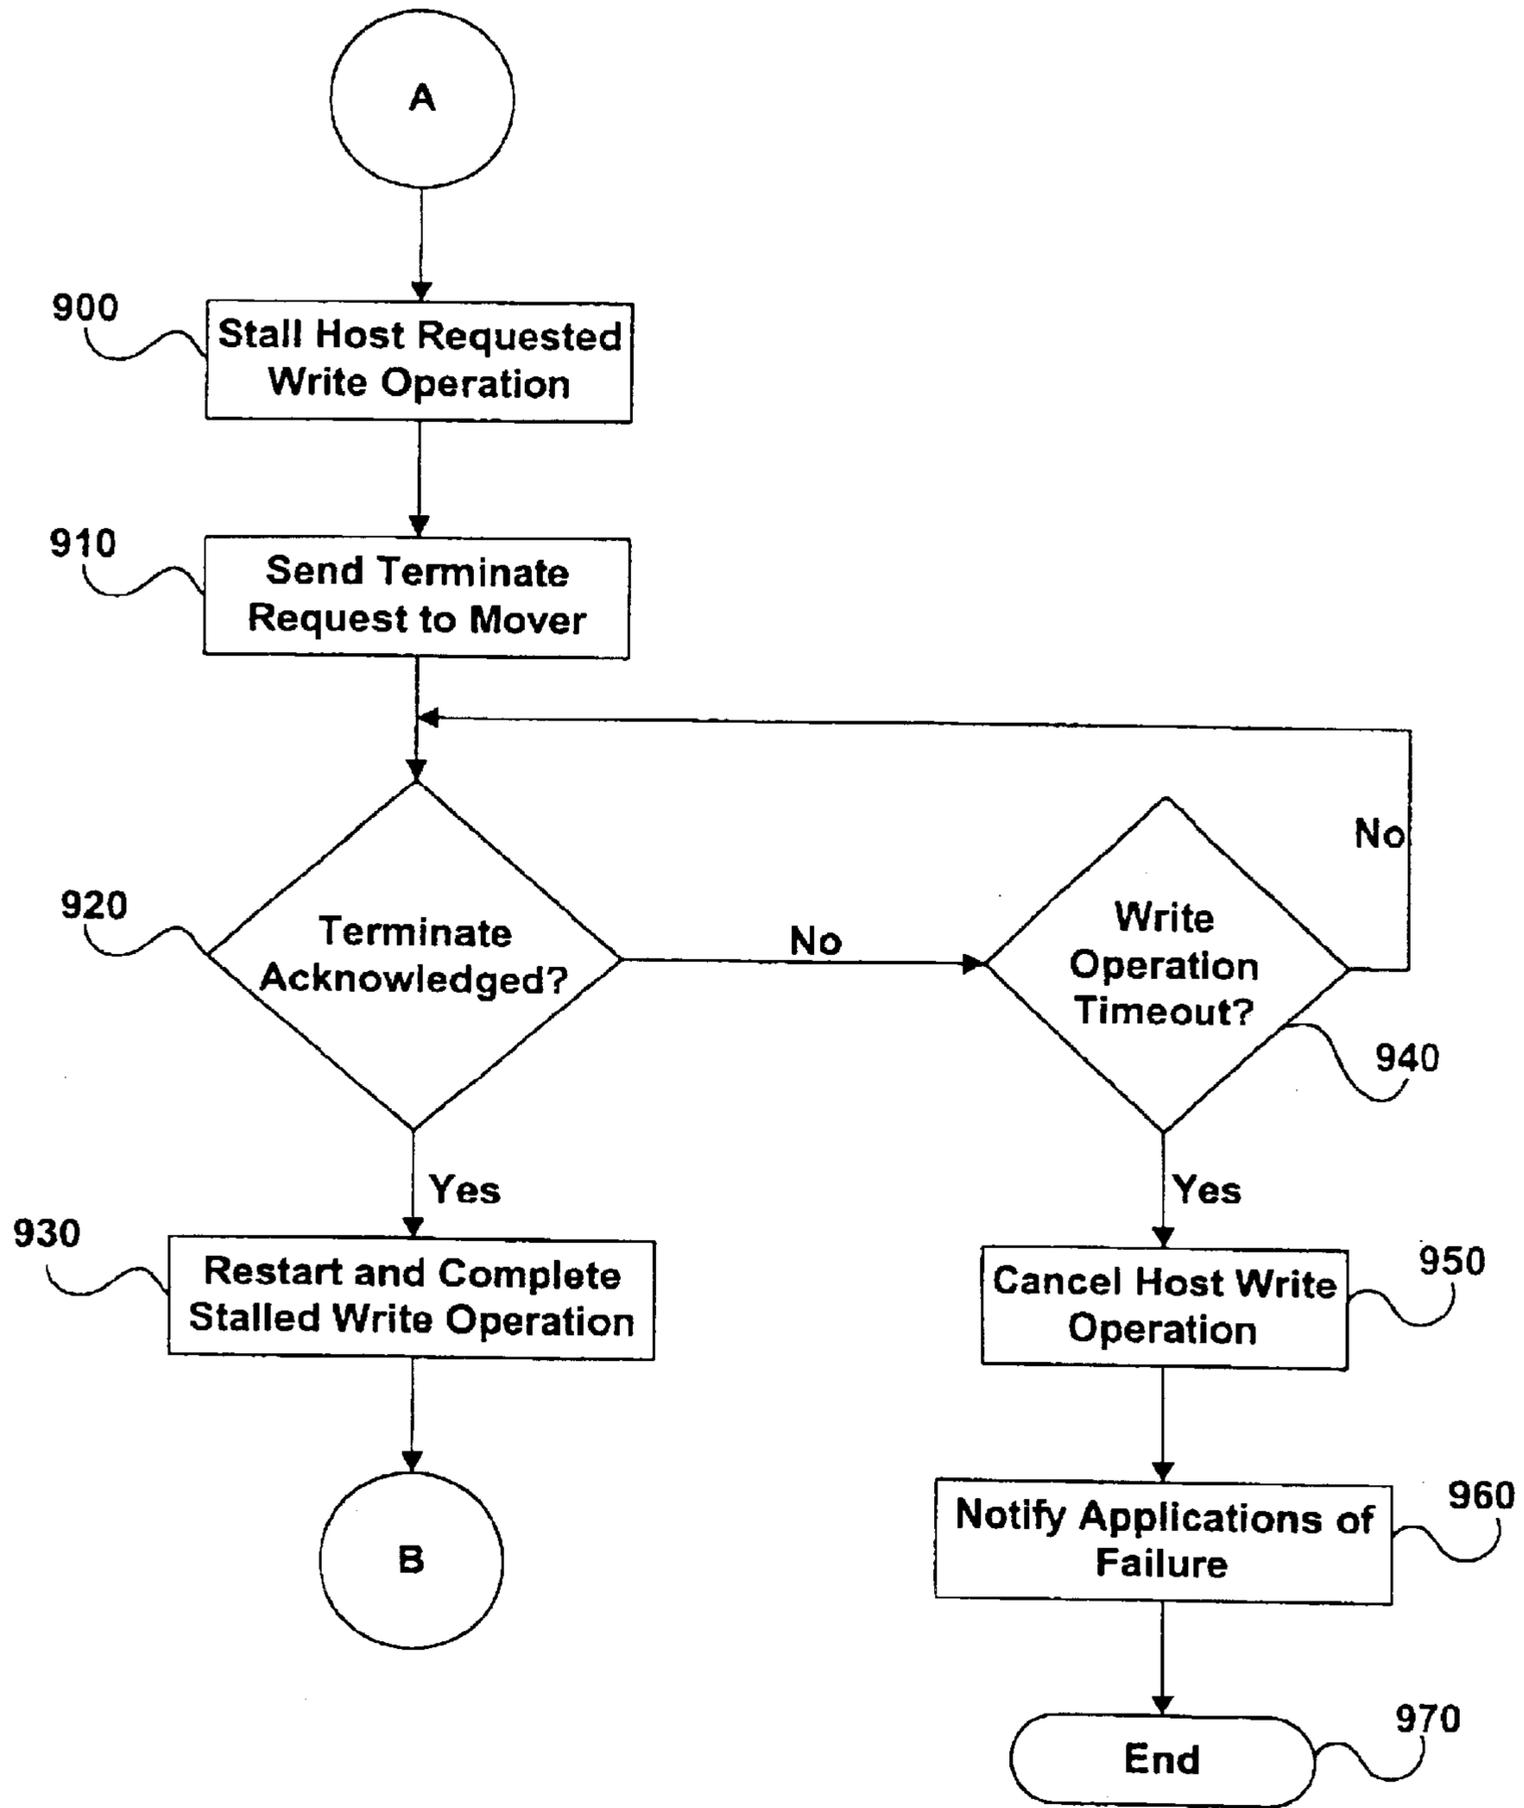 A
900
Stall Host Requested
Write Operation
910
Send Terminate
Request to Mover
No
920
Terminate
Acknowledged?
No
Write
Operation
Timeout?
940
Yes
Yes
930
Restart and Complete
Stalled Write Operation
Cancel Host Write
Operation
950
B
Notify Applications of
Failure
960
End
970